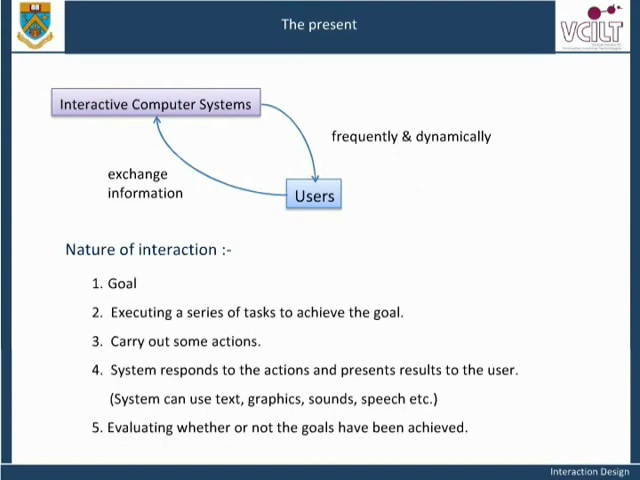 The present
VCILT
Interactive Computer Systems
frequently & dynamically
exchange
information
Users
Nature of interaction :-
1. Goal
2. Executing a series of tasks to achieve the goal.
3. Carry out some actions.
4. System responds to the actions and presents results to the user.
(System can use text, graphics, sounds, speech etc.)
5. Evaluating whether or not the goals have been achieved.
Interaction Design